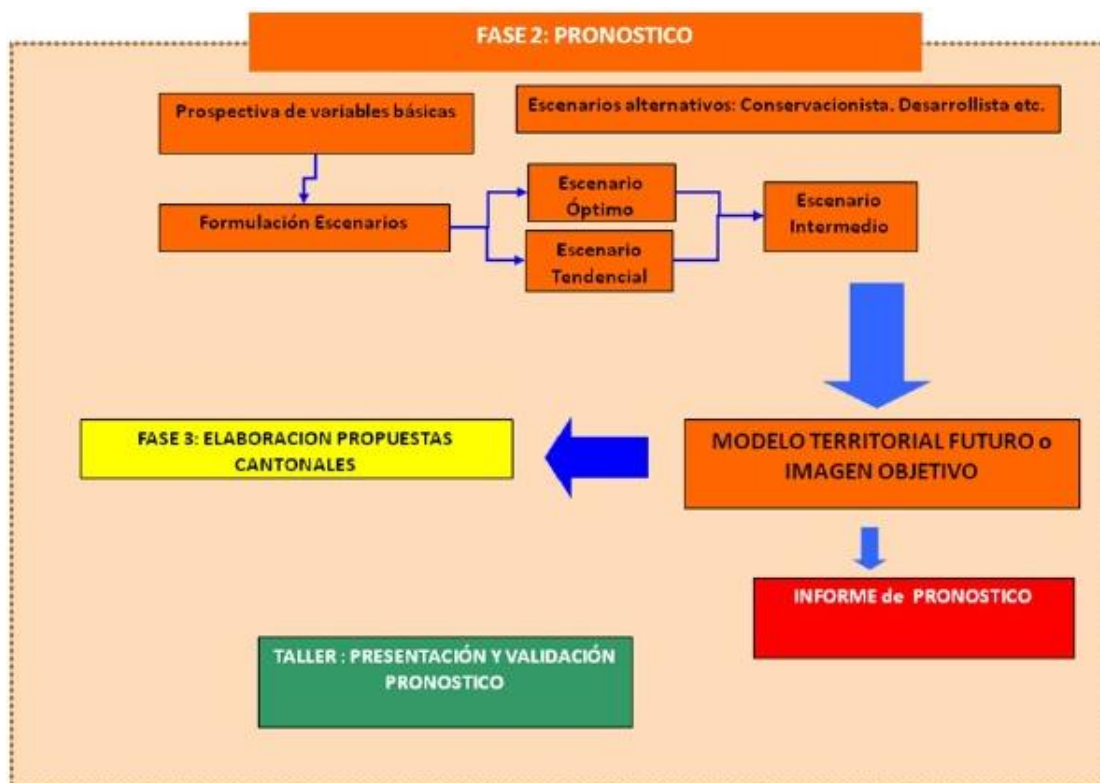 FASE 2: PRONOSTICO
Prospectiva de variables básicas
Escenarios alternativos: Conservacionista. Desarrollista etc.
Formulación Escenarios
Escenario
Óptimo
Escenario
Tendencial
Escenario
Intermedio
FASE 3: ELABORACION PROPUESTAS
CANTONALES
MODELO TERRITORIAL FUTURO o
IMAGEN OBJETIVO
INFORME de PRONOSTICO
TALLER : PRESENTACIÓN Y VALIDACIÓN
PRONOSTICO